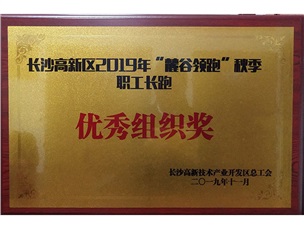 长沙高新区2019年“麓谷领跑”秋季
职工长跑
优秀组织奖
长沙高新技术产业开发区总工会
二〇一九年十一月